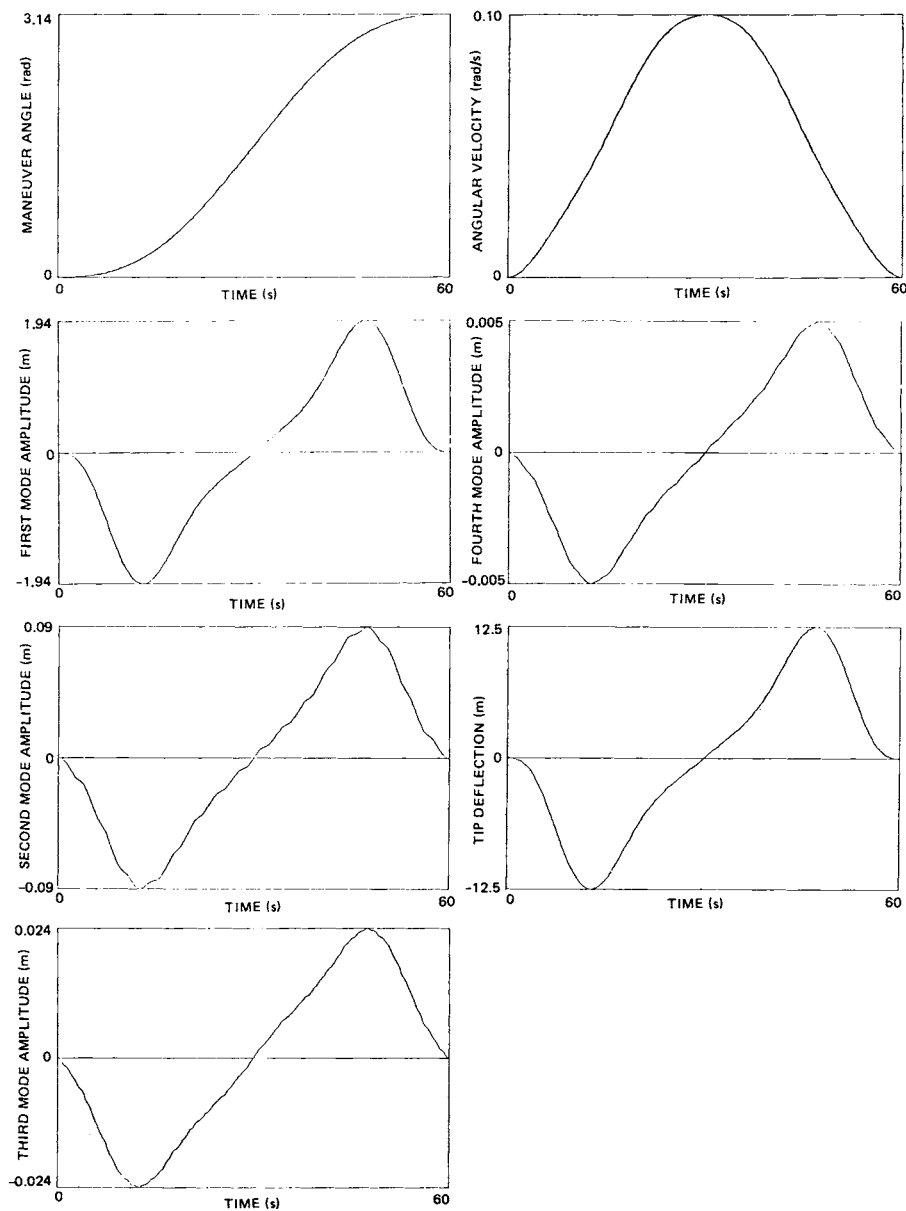 3.14
MANEUVER ANGLE (rad)
0
0
TIME (s)
60
0.10
ANGULAR VELOCITY (rad/s)
0
0
TIME (s)
60
1.94
FIRST MODE AMPLITUDE (m)
0
-1.94
0
TIME (s)
60
0.005
FOURTH MODE AMPLITUDE (m)
0
-0.005
0
TIME (s)
60
0.09
SECOND MODE AMPLITUDE (m)
0
-0.09
0
TIME (s)
60
12.5
TIP DEFLECTION (m)
0
-12.5
0
TIME (s)
60
0.024
THIRD MODE AMPLITUDE (m)
0
-0.024
0
TIME (s)
60